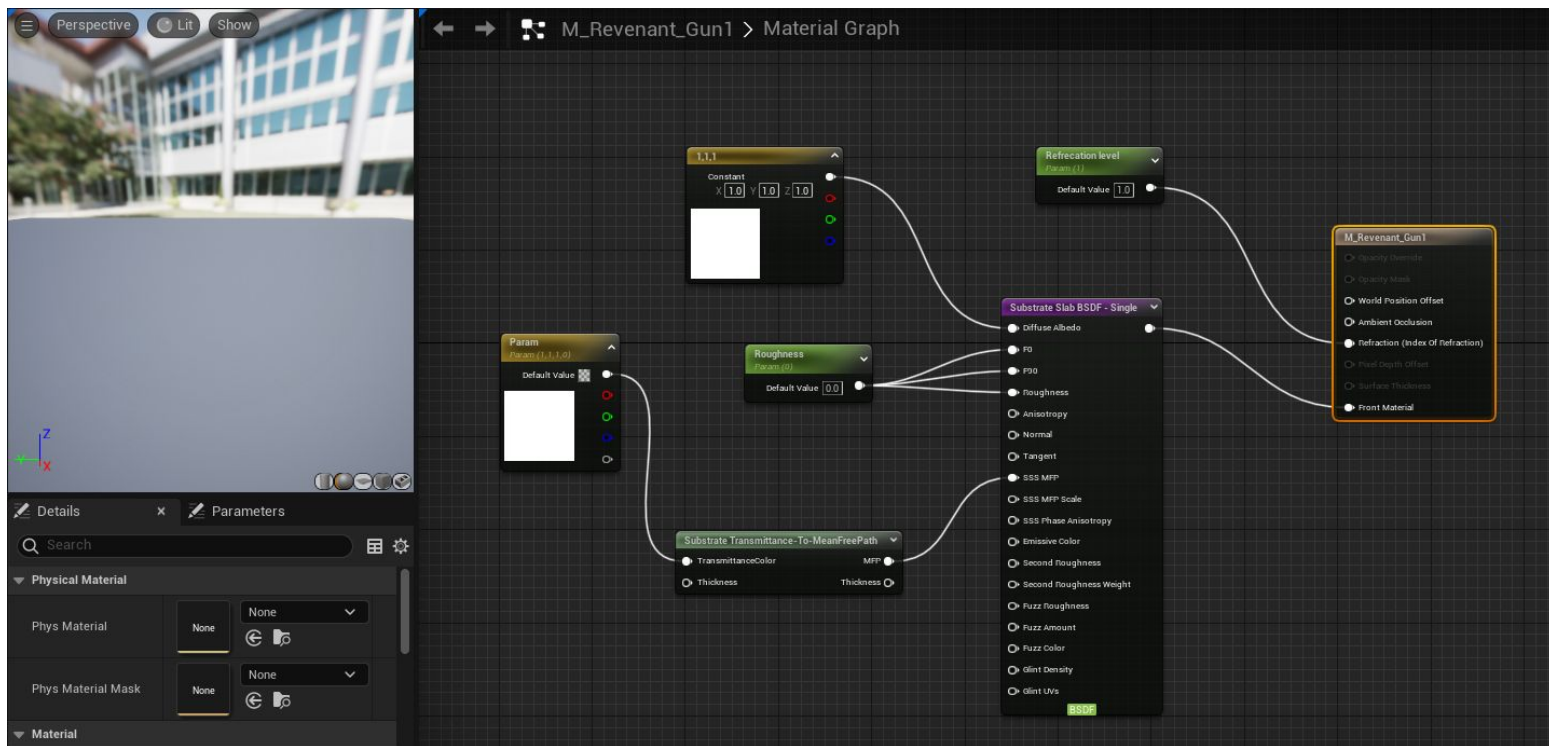 Perspective
Lit
Show
M_Revenant_Gun1 > Material Graph
1,1,1
Constant
X 1.0 Y 1.0 Z 1.0
Refrecation level
Param (1)
Default Value 1.0
M_Revenant_Gun1
Opacity Override
Opacity Mask
World Position Offset
Ambient Occlusion
Refraction (Index Of Refraction)
Pixel Depth Offset
Surface Thickness
Front Material
Substrate Slab BSDF - Single
Diffuse Albedo
F0
F90
Roughness
Anisotropy
Normal
Tangent
SSS MFP
SSS MFP Scale
SSS Phase Anisotropy
Emissive Color
Second Roughness
Second Roughness Weight
Fuzz Roughness
Fuzz Amount
Fuzz Color
Glint Density
Glint UVs
BSDF
Param
Param (1,1,1,0)
Default Value
Roughness
Param (0)
Default Value 0.0
Substrate Transmittance-To-MeanFreePath
TransmittanceColor MFP
Thickness Thickness
Z
Y
X
Details x
Parameters
Search
Physical Material
Phys Material
None
None
Phys Material Mask
None
None
Material